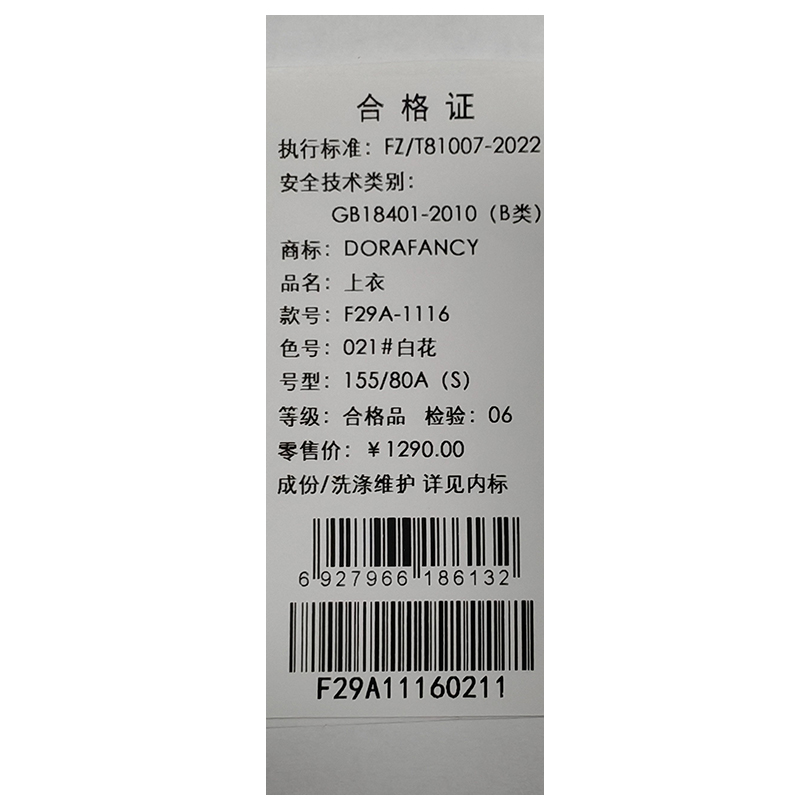 合格证
执行标准：FZ/T81007-2022
安全技术类别：
GB18401-2010（B类）
商标：DORAFANCY
品名：上衣
款号：F29A-1116
色号：021#白花
号型：155/80A（S）
等级：合格品 检验：06
零售价：￥1290.00
成份/洗涤维护 详见内标
6 927966 186132
F29A11160211